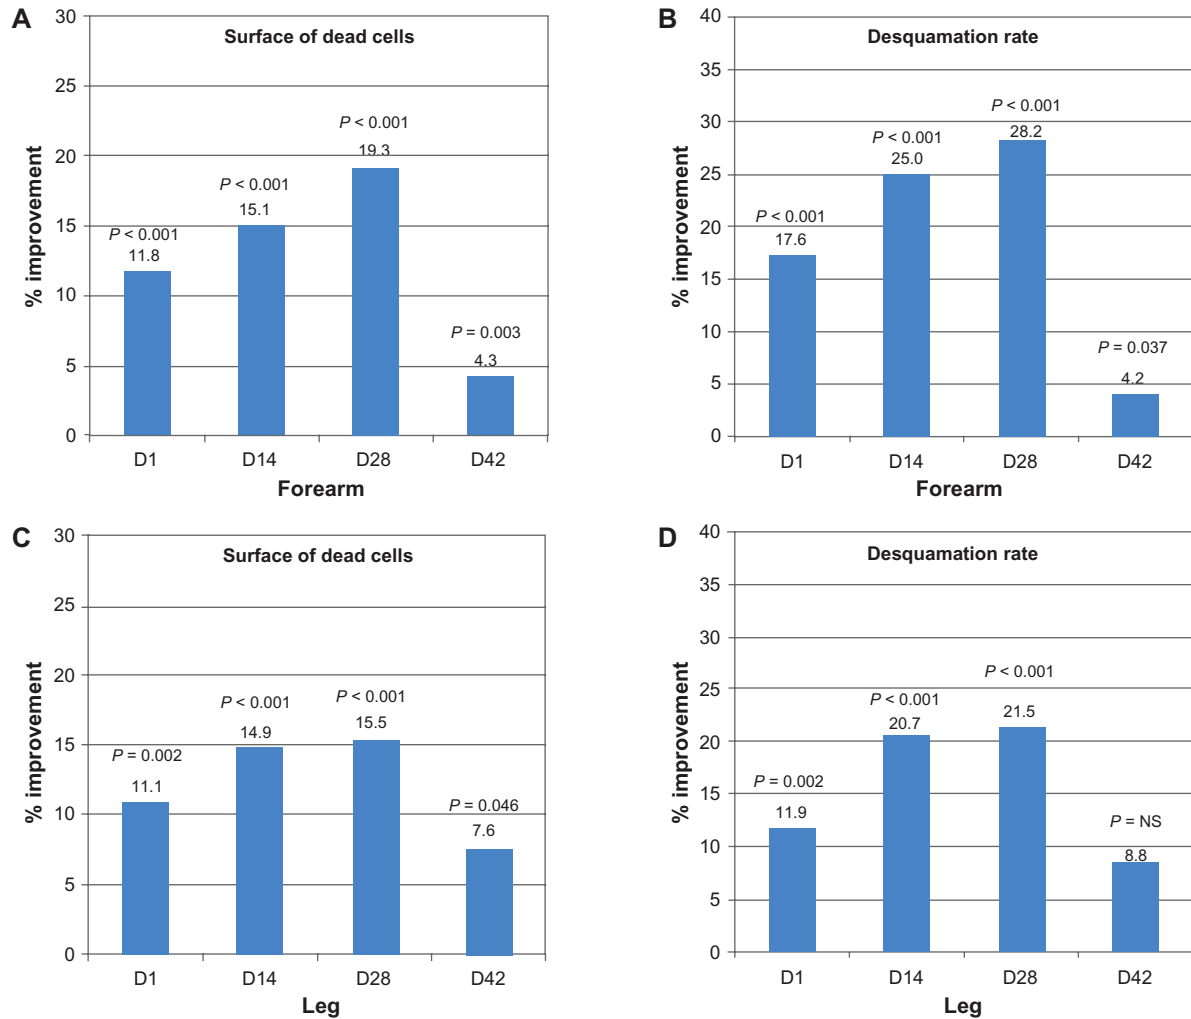 A
Surface of dead cells
% improvement
30
25
20
15
10
5
0
P < 0.001
11.8
P < 0.001
15.1
P < 0.001
19.3
P = 0.003
4.3
D1 D14 D28 D42
Forearm
B
Desquamation rate
% improvement
40
35
30
25
20
15
10
5
0
P < 0.001
17.6
P < 0.001
25.0
P < 0.001
28.2
P = 0.037
4.2
D1 D14 D28 D42
Forearm
C
Surface of dead cells
% improvement
30
25
20
15
10
5
0
P = 0.002
11.1
P < 0.001
14.9
P < 0.001
15.5
P = 0.046
7.6
D1 D14 D28 D42
Leg
D
Desquamation rate
% improvement
40
35
30
25
20
15
10
5
0
P = 0.002
11.9
P < 0.001
20.7
P < 0.001
21.5
P = NS
8.8
D1 D14 D28 D42
Leg